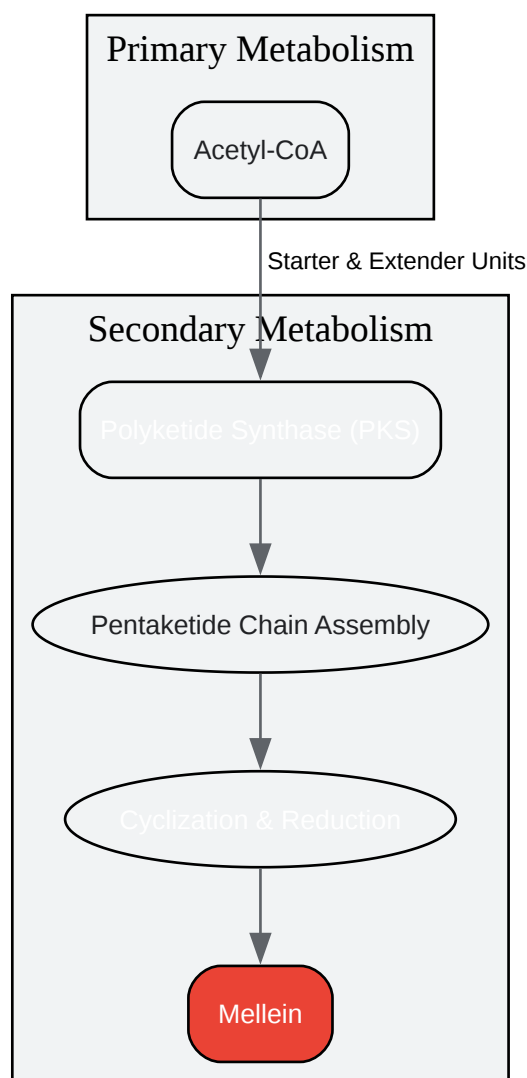 Primary Metabolism
Acetyl-CoA
Starter & Extender Units
Secondary Metabolism
Polyketide Synthase (PKS)
Pentaketide Chain Assembly
Cyclization & Reduction
Mellein